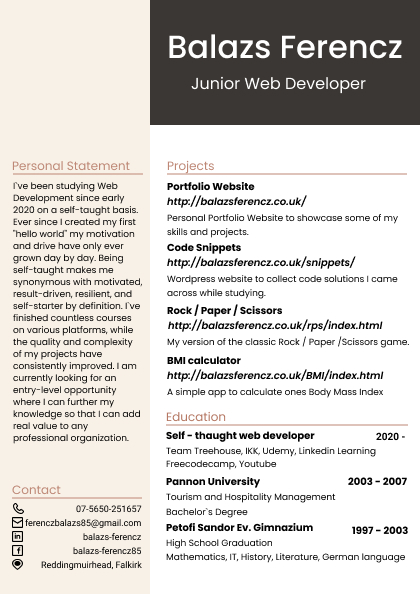 Balazs Ferencz
Junior Web Developer
Personal Statement
I've been studying Web
Development since early
2020 on a self-taught basis.
Ever since I created my first
"hello world" my motivation
and drive have only ever
grown day by day. Being
self-taught makes me
synonymous with motivated,
result-driven, resilient, and
self-starter by definition. I've
finished countless courses
on various platforms, while
the quality and complexity
of my projects have
consistently improved. I am
currently looking for an
entry-level opportunity
where I can further my
knowledge so that I can add
real value to any
professional organization.
Contact
07-5650-251657
ferenczbalazs85@gmail.com
balazs-ferencz
balazs-ferencz85
Reddingmuirhead, Falkirk
Projects
Portfolio Website
http://balazsferencz.co.uk/
Personal Portfolio Website to showcase some of my
skills and projects.
Code Snippets
http://balazsferencz.co.uk/snippets/
Wordpress website to collect code solutions I came
across while studying.
Rock / Paper / Scissors
http://balazsferencz.co.uk/rps/index.html
My version of the classic Rock / Paper /Scissors game.
BMI calculator
http://balazsferencz.co.uk/BMI/index.html
A simple app to calculate ones Body Mass Index
Education
Self - thaught web developer 2020 -
Team Treehouse, IKK, Udemy, Linkedin Learning
Freecodecamp, Youtube
Pannon University 2003 - 2007
Tourism and Hospitality Management
Bachelor`s Degree
Petofi Sandor Ev. Gimnazium 1997 - 2003
High School Graduation
Mathematics, IT, History, Literature, German language